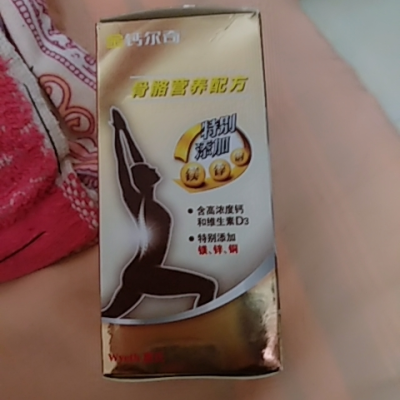 钙尔奇
骨骼营养配方
特别
添加
镁 锌 铜
• 含高浓度钙
和维生素D3
• 特别添加
镁、锌、铜
Wyeth